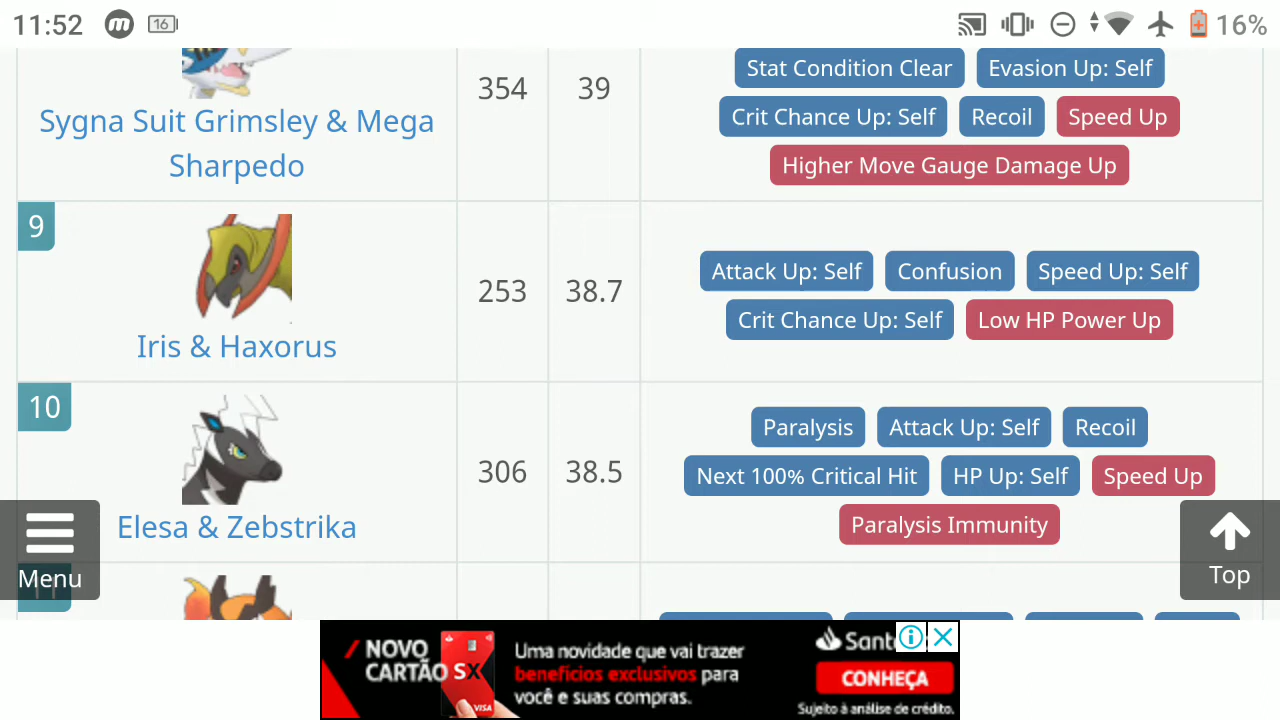 11:52
16
16%
Stat Condition Clear
Evasion Up: Self
Sygna Suit Grimsley & Mega
Sharpedo
354
39
Crit Chance Up: Self
Recoil
Speed Up
Higher Move Gauge Damage Up
9
Iris & Haxorus
253
38.7
Attack Up: Self
Confusion
Speed Up: Self
Crit Chance Up: Self
Low HP Power Up
10
Elesa & Zebstrika
306
38.5
Paralysis
Attack Up: Self
Recoil
Next 100% Critical Hit
HP Up: Self
Speed Up
Paralysis Immunity
Menu
Top
11
NOVO
CARTÃO SX
VISA
Uma novidade que vai trazer
benefícios exclusivos para
você e suas compras.
CONHEÇA
Sujeito à análise de crédito.